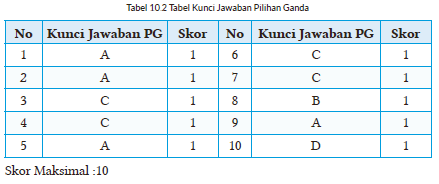 Tabel 10.2 Tabel Kunci Jawaban Pilihan Ganda
No Kunci Jawaban PG Skor No Kunci Jawaban PG Skor
1 A 1 6 C 1
2 A 1 7 C 1
3 C 1 8 B 1
4 C 1 9 A 1
5 A 1 10 D 1
Skor Maksimal :10